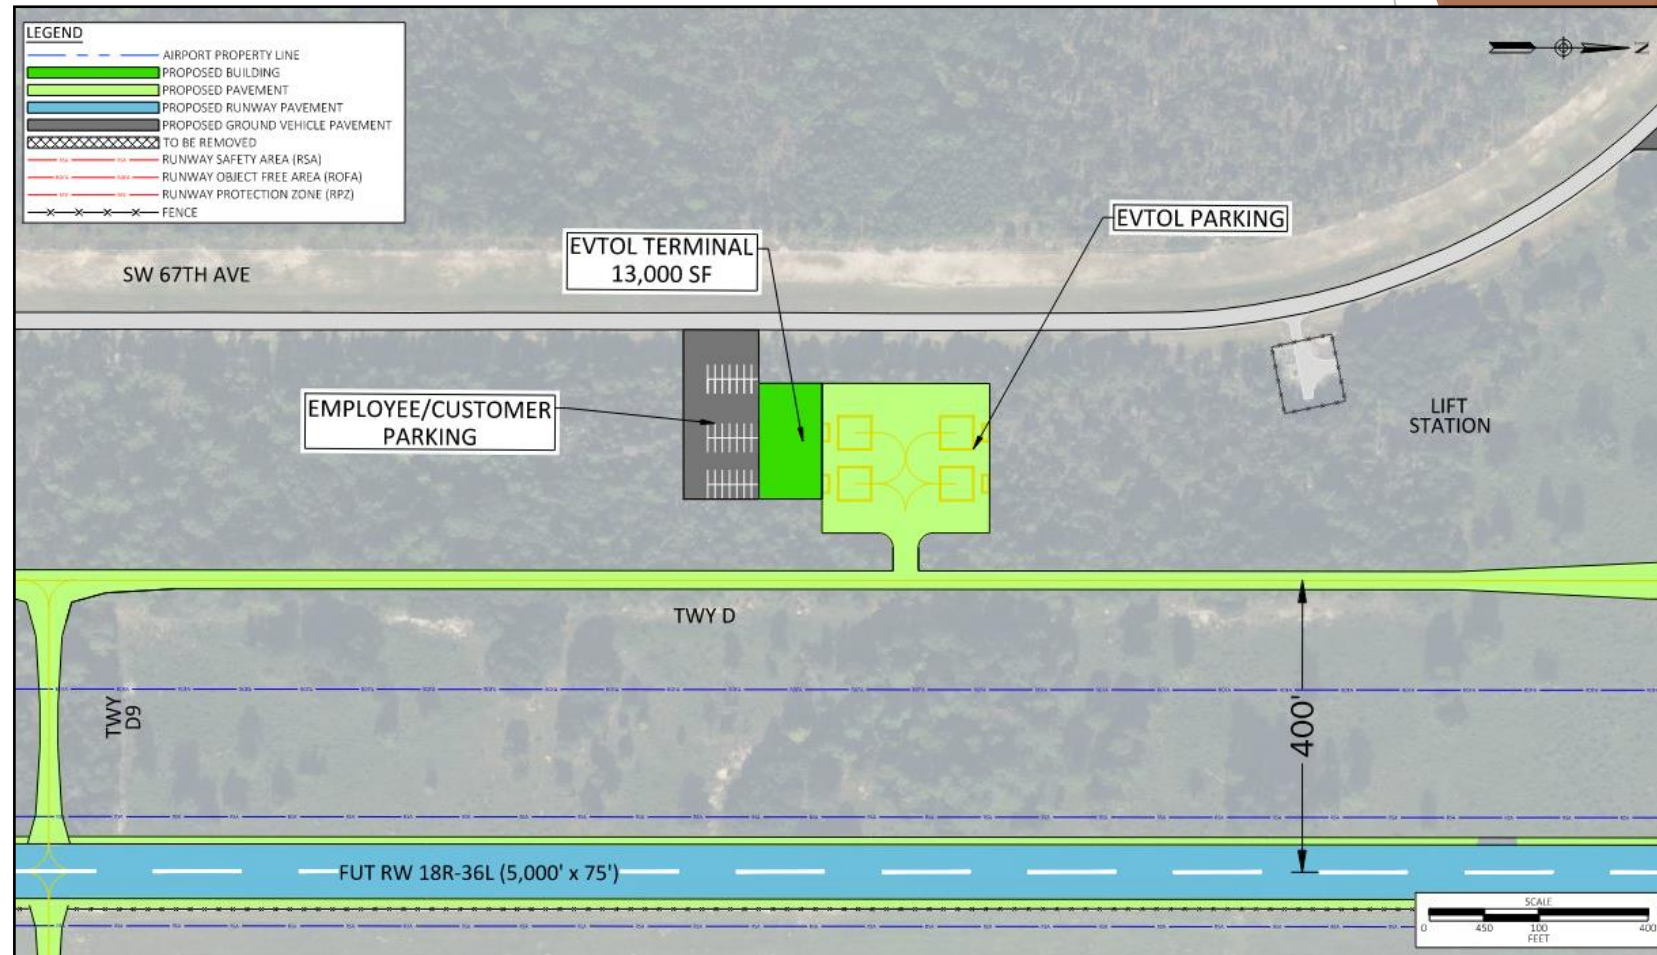 LEGEND
AIRPORT PROPERTY LINE
PROPOSED BUILDING
PROPOSED PAVEMENT
PROPOSED RUNWAY PAVEMENT
PROPOSED GROUND VEHICLE PAVEMENT
TO BE REMOVED
RUNWAY SAFETY AREA (RSA)
RUNWAY OBJECT FREE AREA (ROFA)
RUNWAY PROTECTION ZONE (RPZ)
FENCE
N
EVTOL PARKING
EVTOL TERMINAL
13,000 SF
SW 67TH AVE
EMPLOYEE/CUSTOMER
PARKING
LIFT
STATION
TWY D
TWY
D9
400'
FUT RW 18R-36L (5,000' x 75')
SCALE
0 450 100 400
FEET